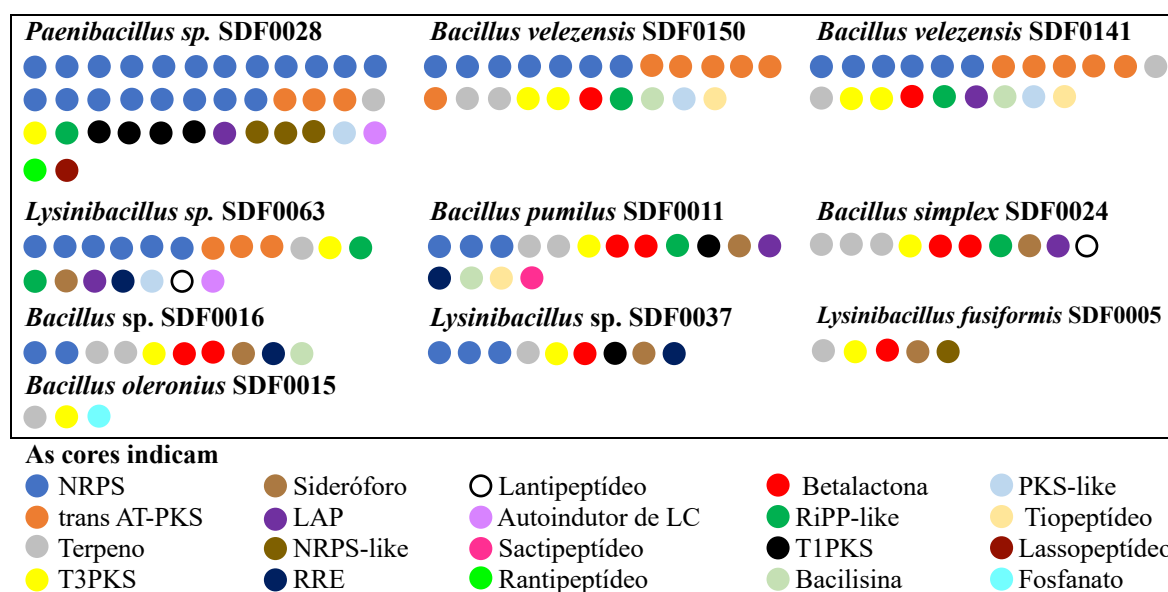 Paenibacillus sp. SDF0028
Bacillus velezensis SDF0150
Bacillus velezensis SDF0141
Lysinibacillus sp. SDF0063
Bacillus pumilus SDF0011
Bacillus simplex SDF0024
Bacillus sp. SDF0016
Lysinibacillus sp. SDF0037
Lysinibacillus fusiformis SDF0005
Bacillus oleronius SDF0015
As cores indicam
NRPS
Sideróforo
Lantipeptídeo
Betalactona
PKS-like
trans AT-PKS
LAP
Autoindutor de LC
RiPP-like
Tiopeptídeo
Terpeno
NRPS-like
Sactipeptídeo
T1PKS
Lassopeptídeo
T3PKS
RRE
Rantipeptídeo
Bacilisina
Fosfanato